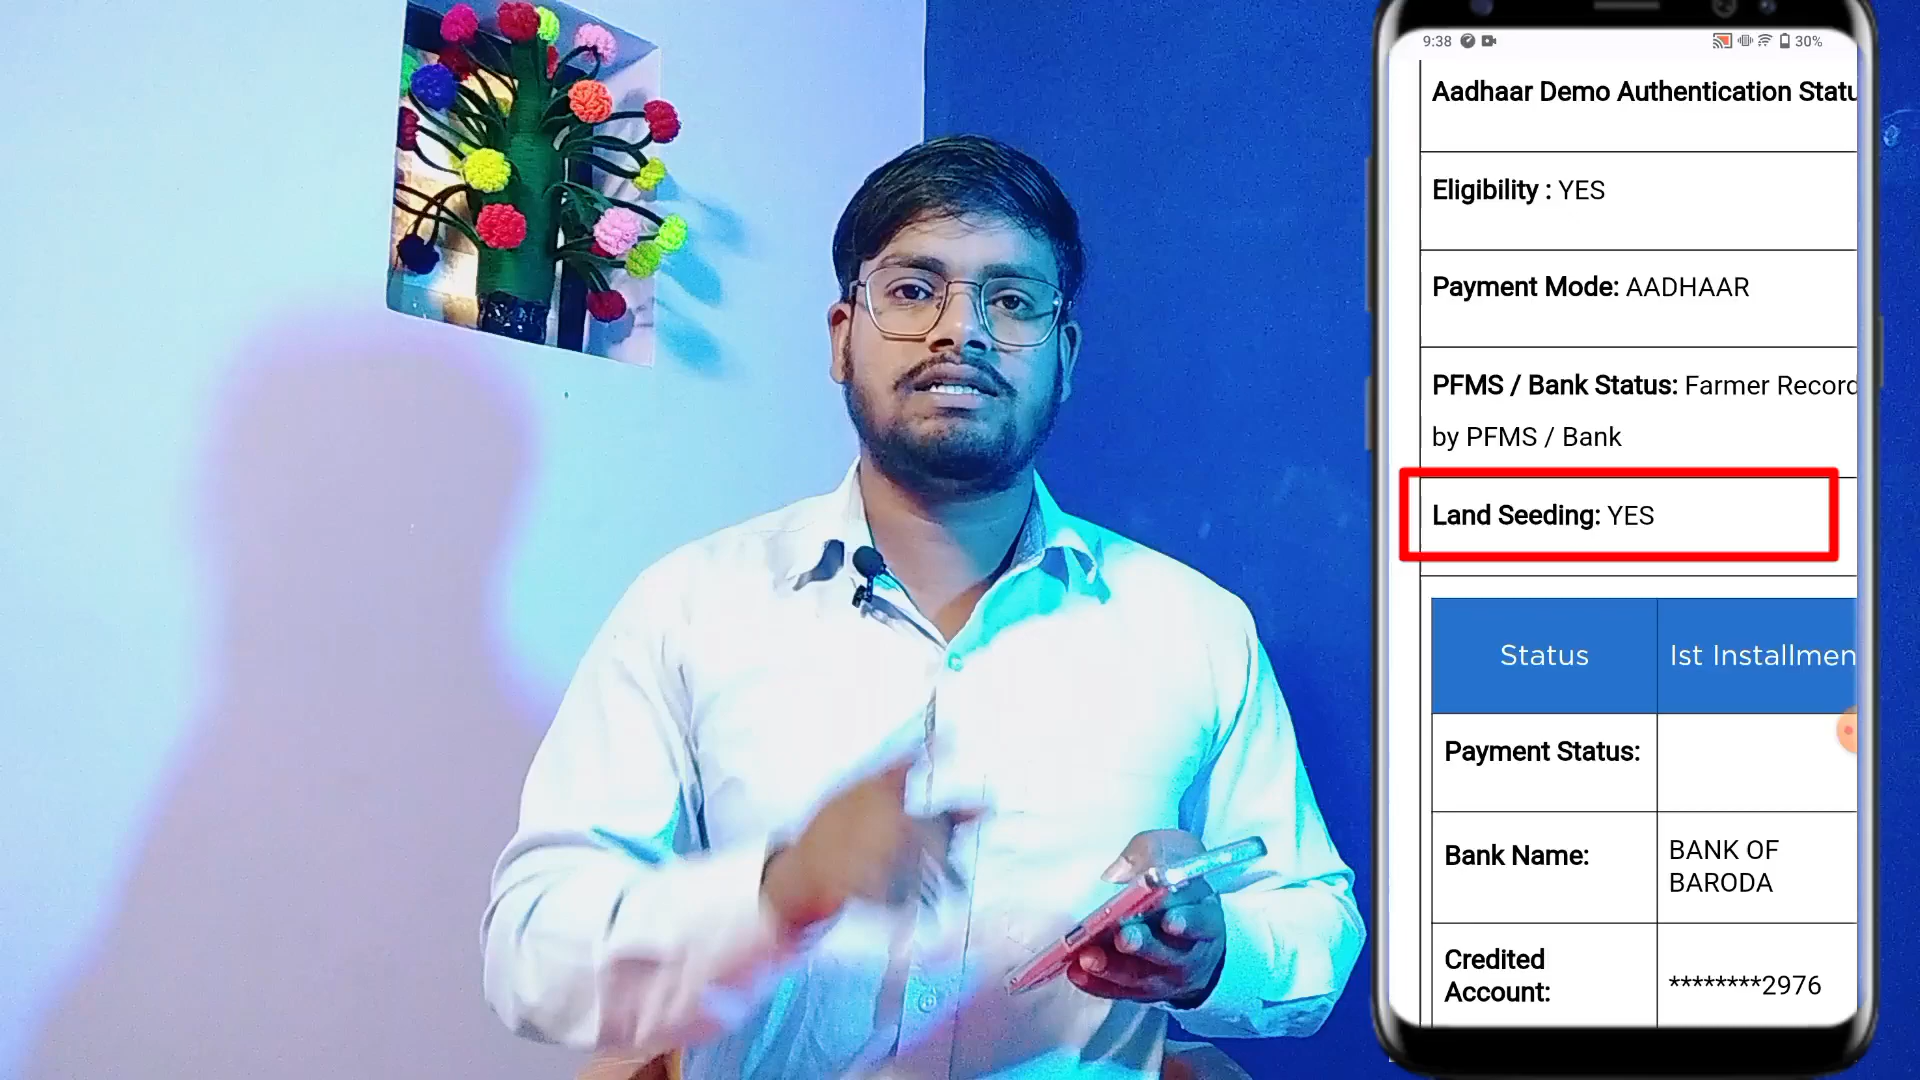 9:38
30%
Aadhaar Demo Authentication Statu
Eligibility : YES
Payment Mode: AADHAAR
PFMS / Bank Status: Farmer Record
by PFMS / Bank
Land Seeding: YES
Status
Ist Installmen
Payment Status:
Bank Name:
BANK OF
BARODA
Credited
Account:
********2976